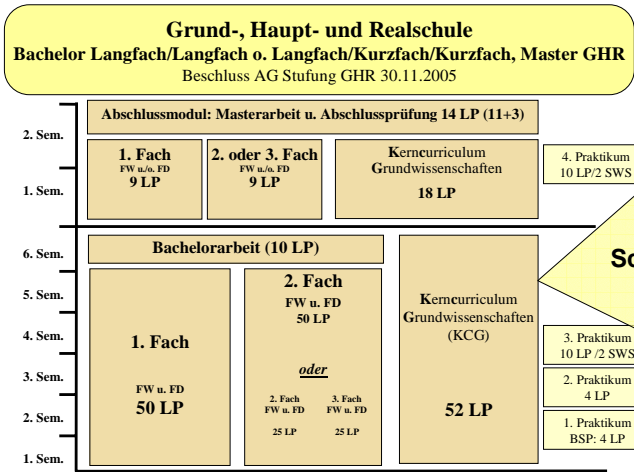 Grund-, Haupt- und Realschule
Bachelor Langfach/Langfach o. Langfach/Kurzfach/Kurzfach, Master GHR
Beschluss AG Stufung GHR 30.11.2005
2. Sem.
Abschlussmodul: Masterarbeit u. Abschlussprüfung 14 LP (11+3)
1. Sem.
1. Fach
FW u./o. FD
9 LP
2. oder 3. Fach
FW u./o. FD
9 LP
Kerncurriculum
Grundwissenschaften
18 LP
4. Praktikum
10 LP/2 SWS
6. Sem.
5. Sem.
4. Sem.
3. Sem.
2. Sem.
1. Sem.
Bachelorarbeit (10 LP)
1. Fach
FW u. FD
50 LP
2. Fach
FW u. FD
50 LP
oder
2. Fach
FW u. FD
25 LP
3. Fach
FW u. FD
25 LP
Kerncurriculum
Grundwissenschaften
(KCG)
52 LP
Sc
3. Praktikum
10 LP /2 SWS
2. Praktikum
4 LP
1. Praktikum
BSP: 4 LP